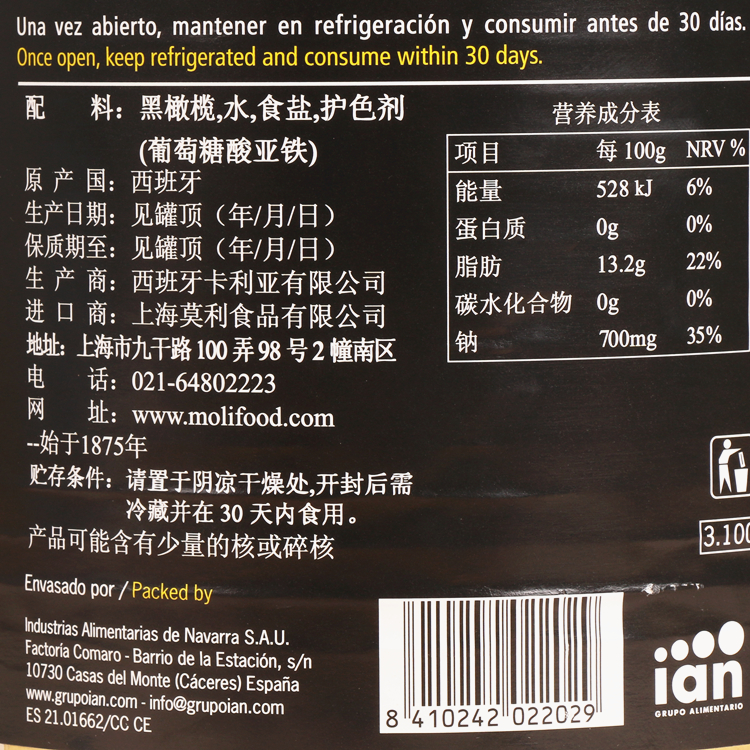 Una vez abierto, mantener en refrigeración y consumir antes de 30 días.
Once open, keep refrigerated and consume within 30 days.
配 料: 黑橄榄,水,食盐,护色剂
(葡萄糖酸亚铁)
原 产 国: 西班牙
生产日期: 见罐顶（年/月/日）
保质期至: 见罐顶（年/月/日）
生 产 商: 西班牙卡利亚有限公司
进 口 商: 上海莫利食品有限公司
地址: 上海市九干路 100 弄 98 号 2 幢南区
电 话: 021-64802223
网 址: www.molifood.com
--始于1875年
贮存条件: 请置于阴凉干燥处,开封后需
冷藏并在 30 天内食用。
产品可能含有少量的核或碎核
营养成分表
项目 每 100g NRV %
能量 528 kJ 6%
蛋白质 0g 0%
脂肪 13.2g 22%
碳水化合物 0g 0%
钠 700mg 35%
3.100
Envasado por / Packed by
Industrias Alimentarias de Navarra S.A.U.
Factoría Comaro - Barrio de la Estación, s/n
10730 Casas del Monte (Cáceres) España
www.grupoian.com - info@grupoian.com
ES 21.01662/CC CE
8 410242 022029
ian
GRUPO ALIMENTARIO